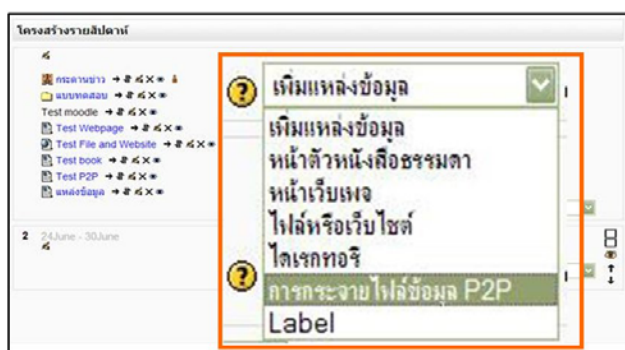 โครงสร้างรายสัปดาห์
กระดานข่าว
แบบทดสอบ
Test moodle
Test Webpage
Test File and Website
Test book
Test P2P
แหล่งข้อมูล
2 24June - 30June
เพิ่มแหล่งข้อมูล
เพิ่มแหล่งข้อมูล
หน้าตัวหนังสือธรรมดา
หน้าเว็บเพจ
ไฟล์หรือเว็บไซต์
ไดเรกทอรี
การกระจายไฟล์ข้อมูล P2P
Label